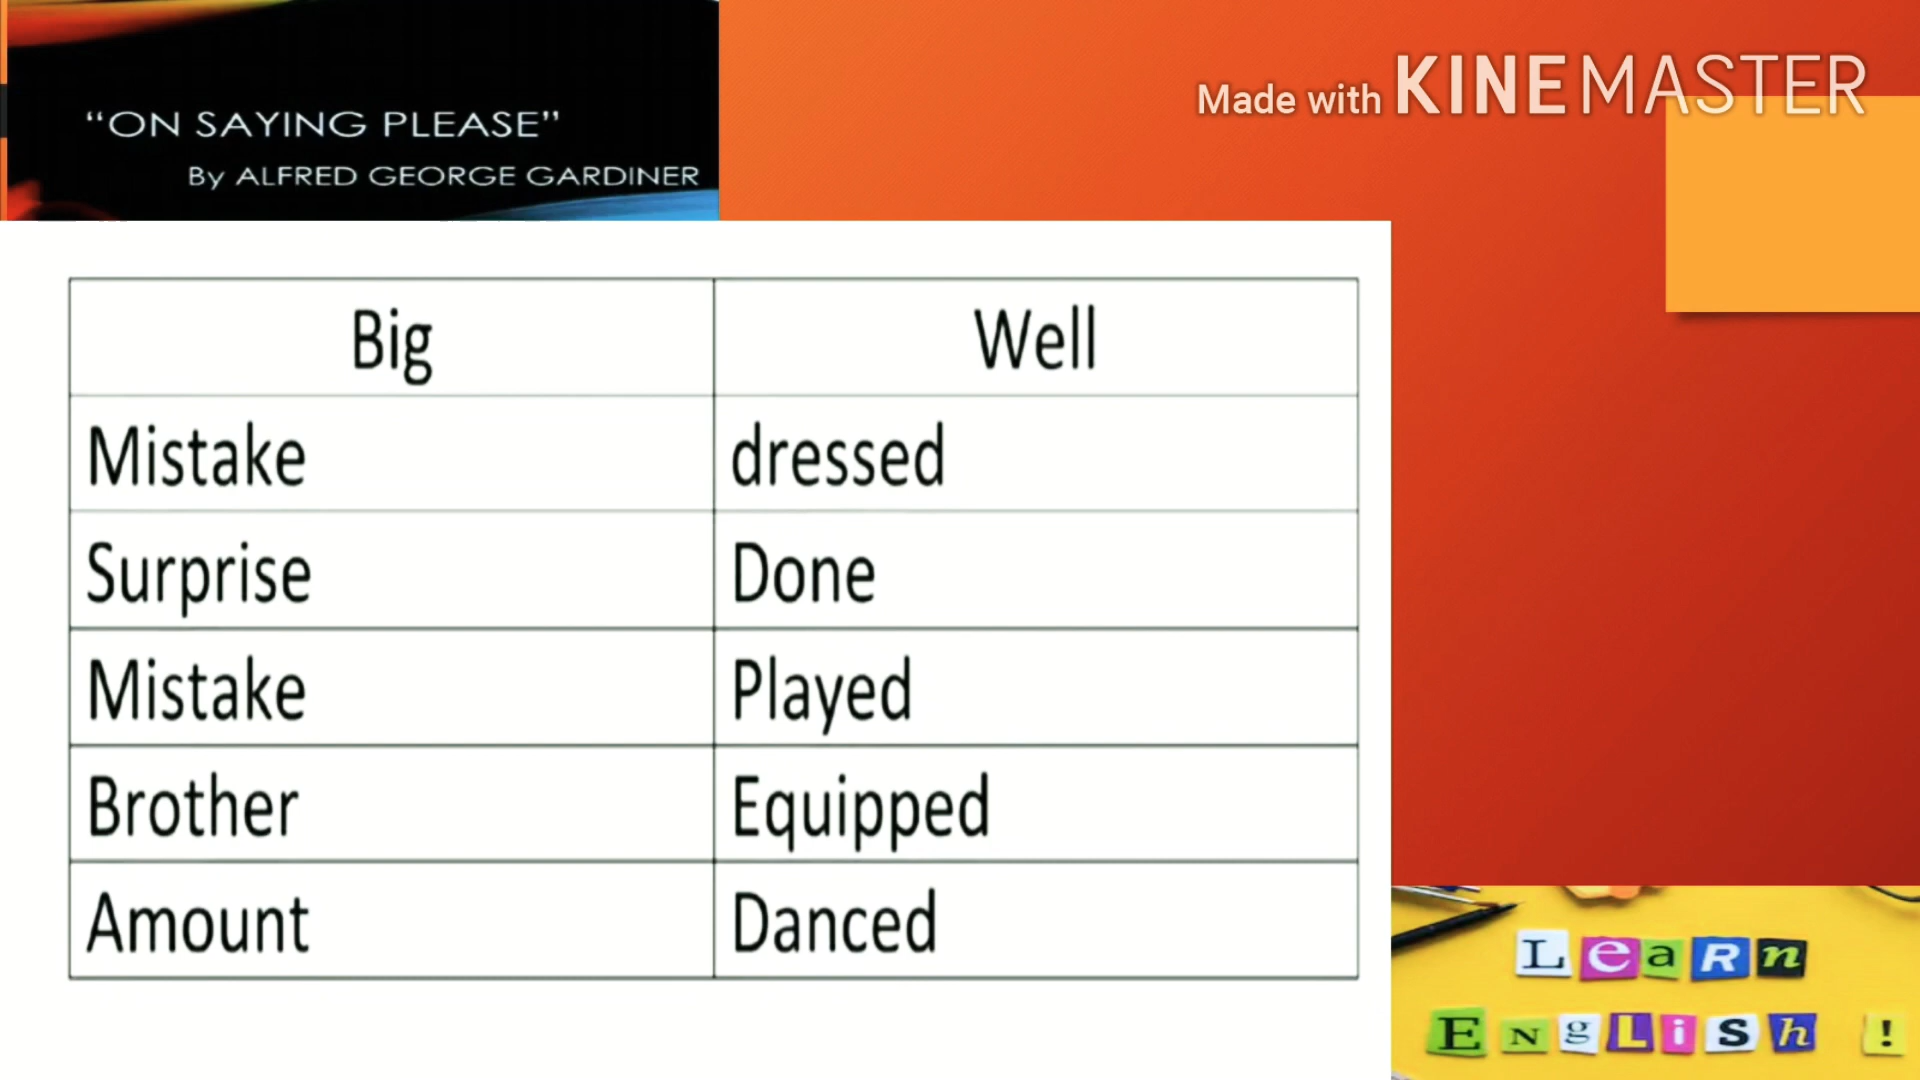 “ON SAYING PLEASE”
By ALFRED GEORGE GARDINER
Made with KINEMASTER
Big Well
Mistake dressed
Surprise Done
Mistake Played
Brother Equipped
Amount Danced
LeaRn
ENgLiSh !